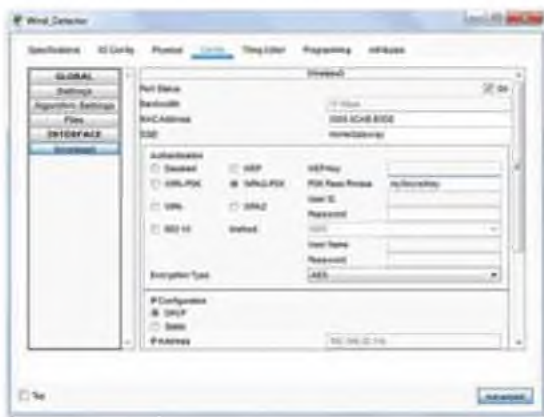 Wind_Detector
Specifications I/O Config Physical Config Thing Editor Programming Attributes
GLOBAL
Settings
Algorithm Settings
Files
INTERFACE
Wireless0
Wireless0
Port Status
On
Bandwidth
MAC Address
SSID HomeGateway
Authentication
Disabled WEP WEP Key
WPA-PSK WPA2-PSK PSK Pass Phrase mySecretKey
User ID
Password
WPA WPA2
802.1X Method:
User Name
Password
Encryption Type AES
IP Configuration
DHCP
Static
IP Address
Top
Advanced